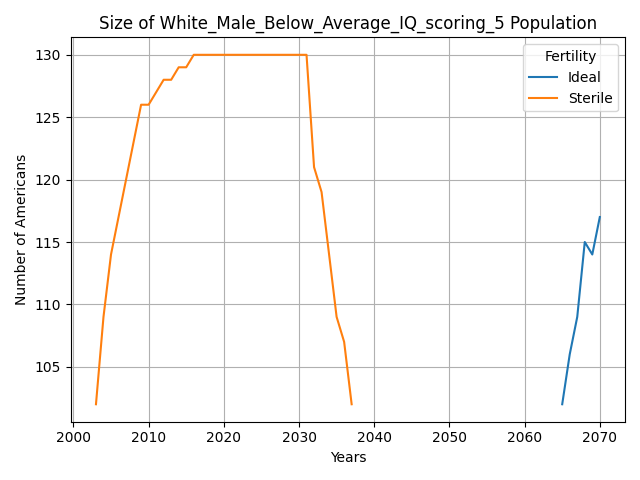 Size of White_Male_Below_Average_IQ_scoring_5 Population
Number of Americans
130
125
120
115
110
105
Fertility
Ideal
Sterile
2000 2010 2020 2030 2040 2050 2060 2070
Years